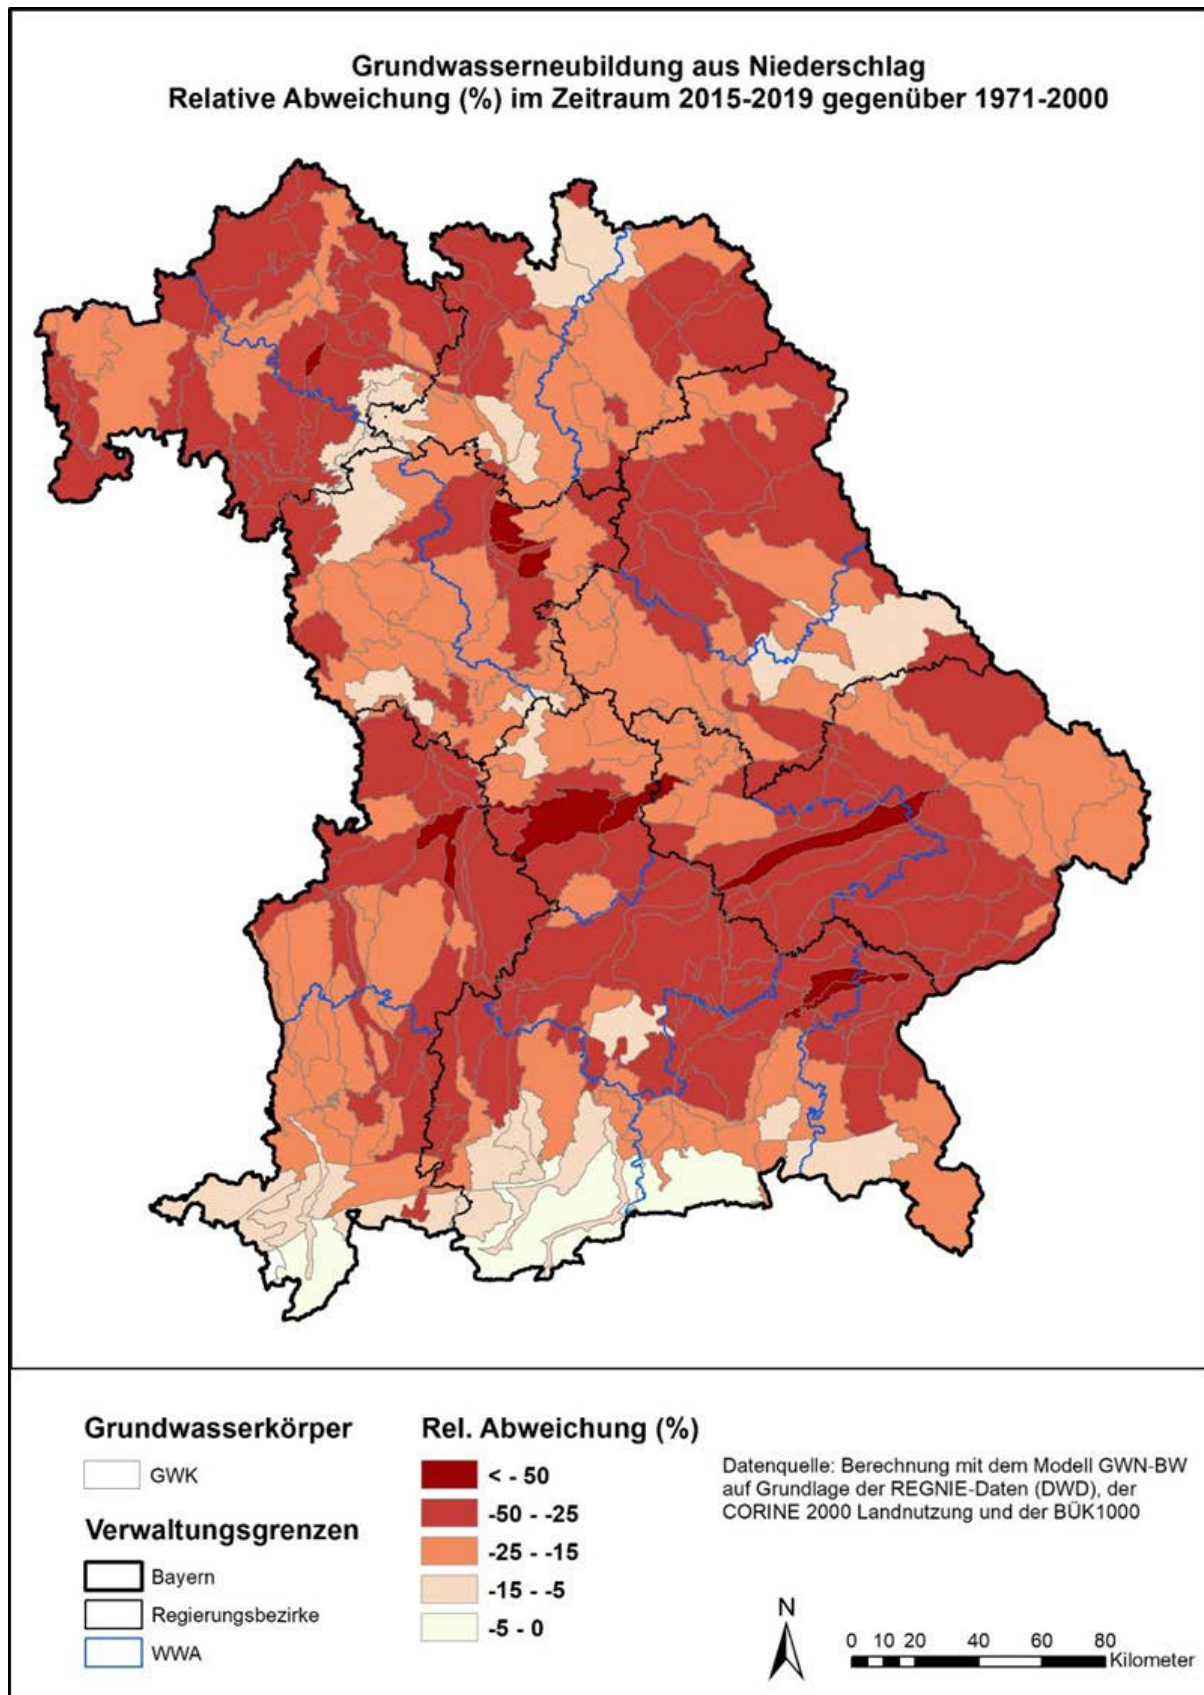 Grundwasserneubildung aus Niederschlag
Relative Abweichung (%) im Zeitraum 2015-2019 gegenüber 1971-2000
Grundwasserkörper
GWK
Verwaltungsgrenzen
Bayern
Regierungsbezirke
WWA
Rel. Abweichung (%)
< - 50
-50 - -25
-25 - -15
-15 - -5
-5 - 0
Datenquelle: Berechnung mit dem Modell GWN-BW
auf Grundlage der REGNIE-Daten (DWD), der
CORINE 2000 Landnutzung und der BÜK1000
N
0 10 20 40 60 80
Kilometer